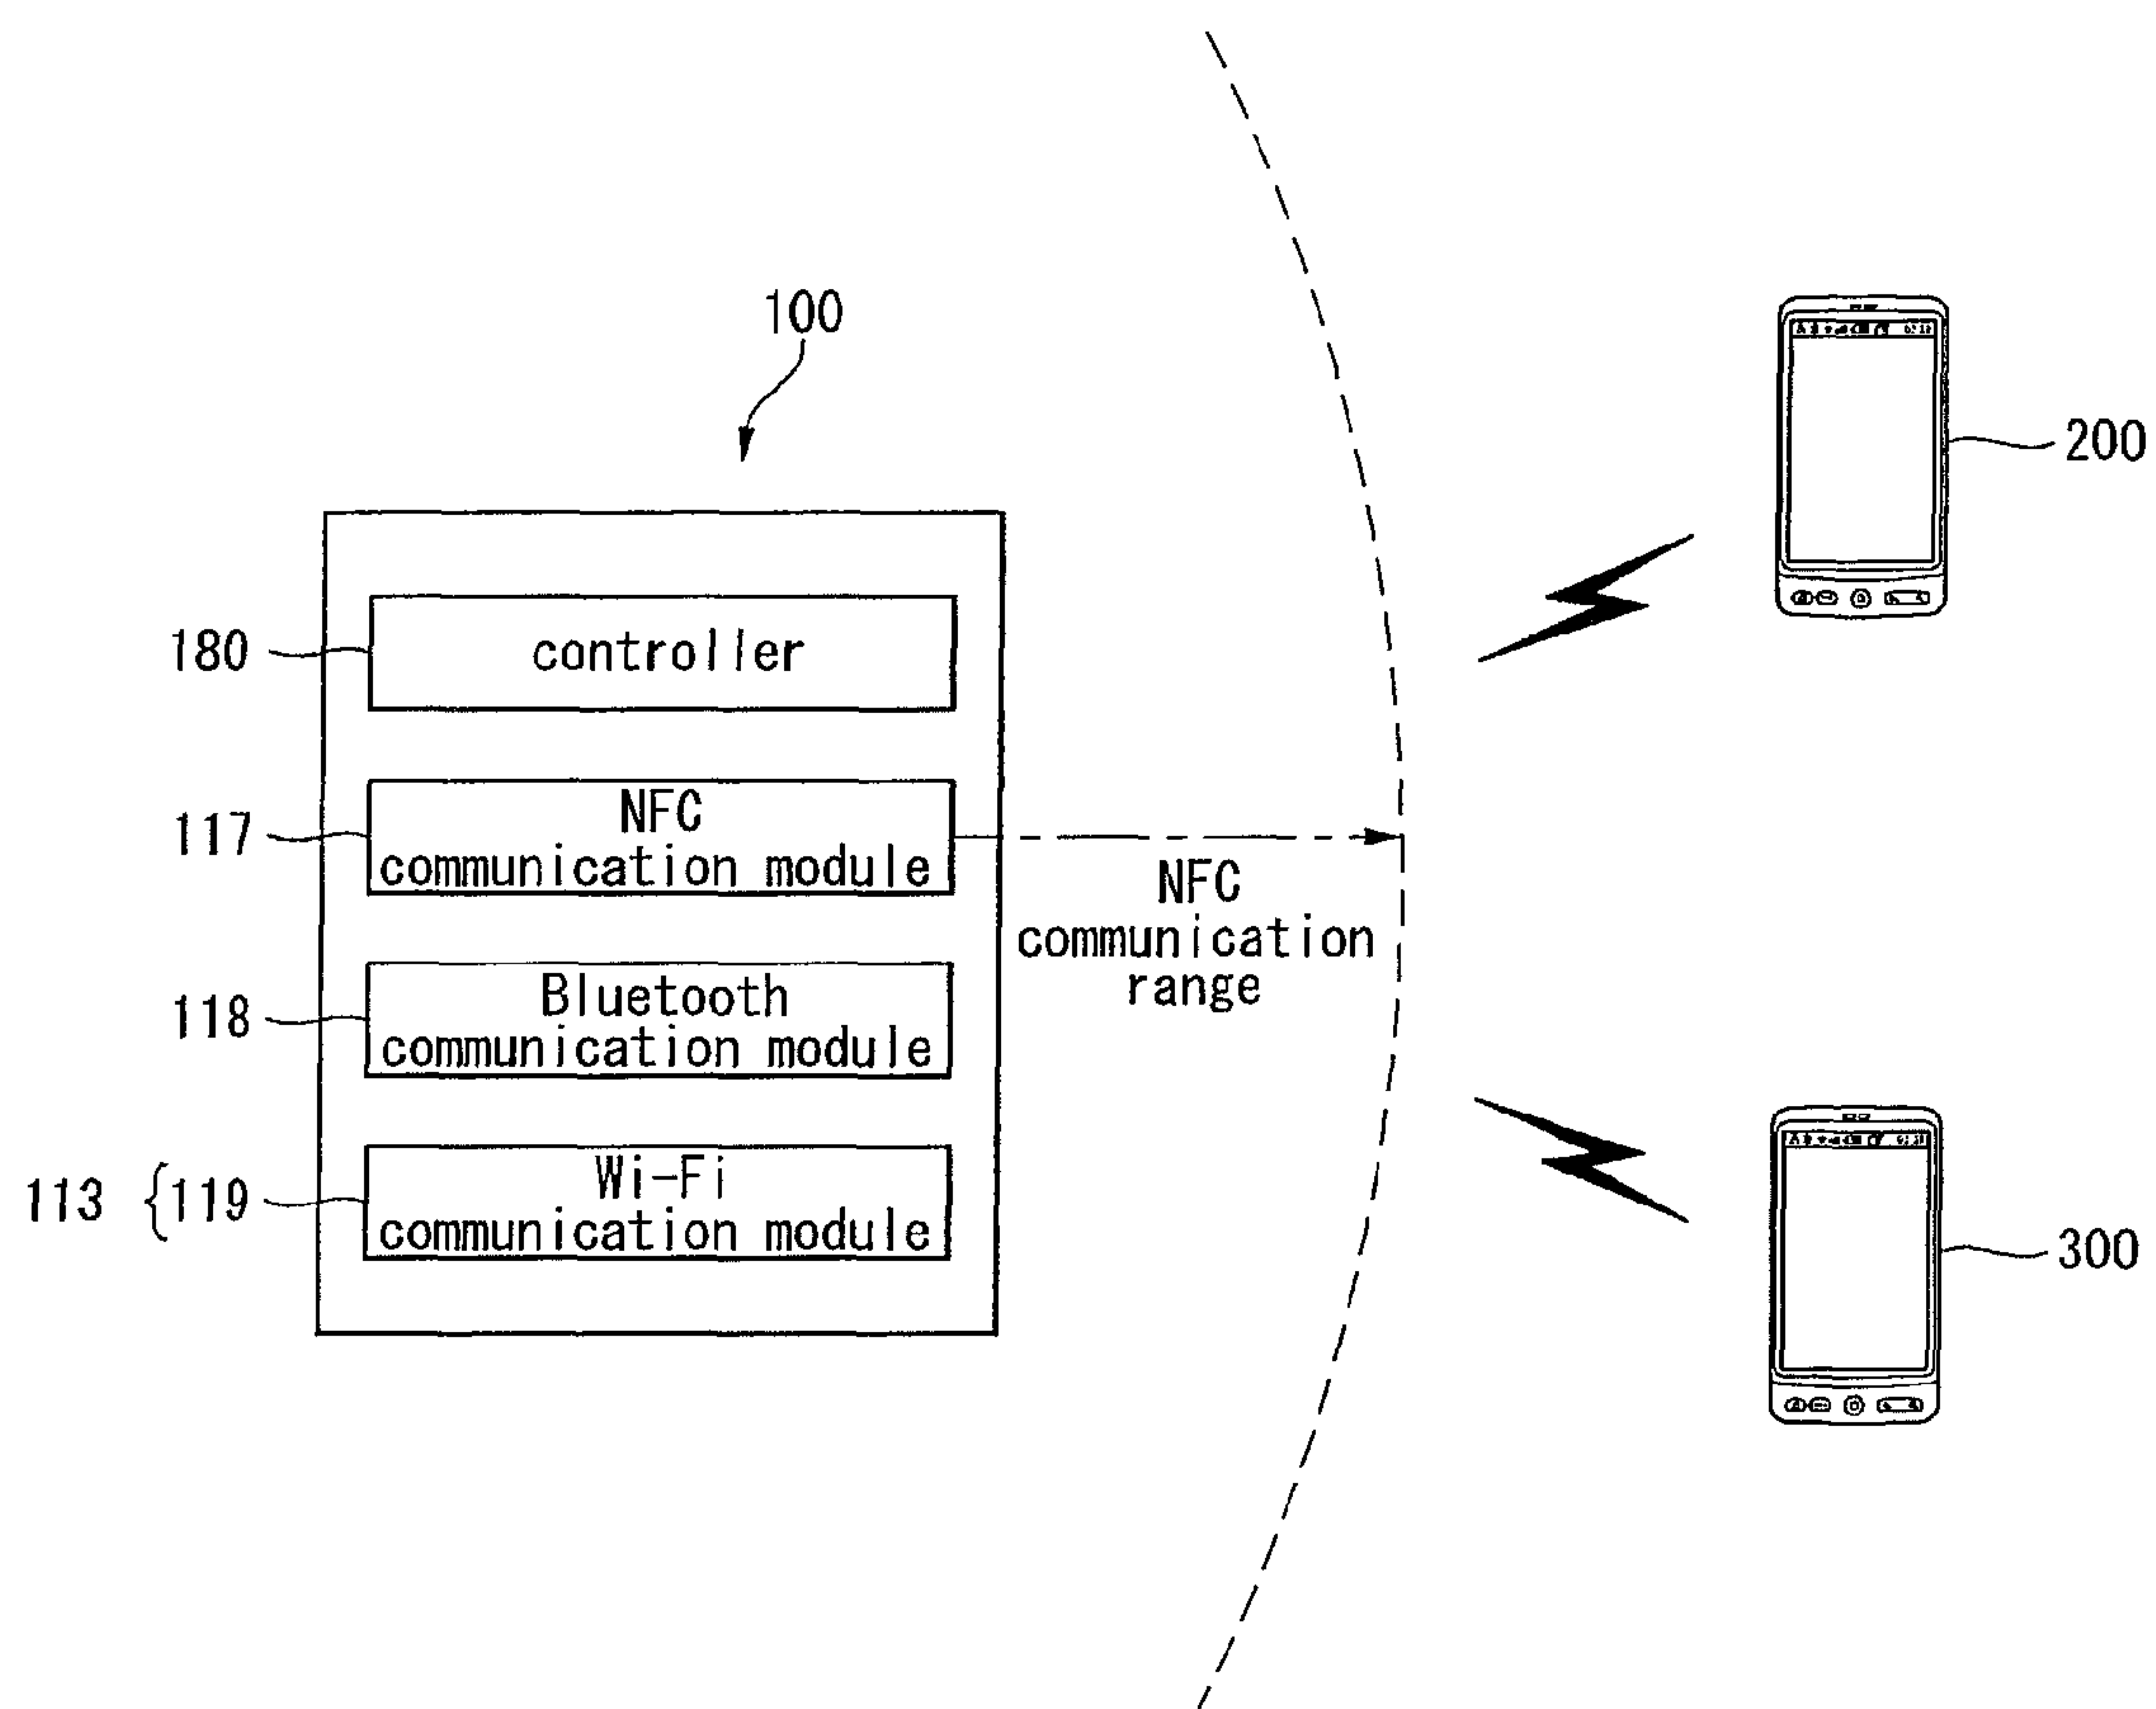 100
200
180
controller
117
NFC
communication module
NFC
communication
range
118
Bluetooth
communication module
113 {119
Wi-Fi
communication module
300